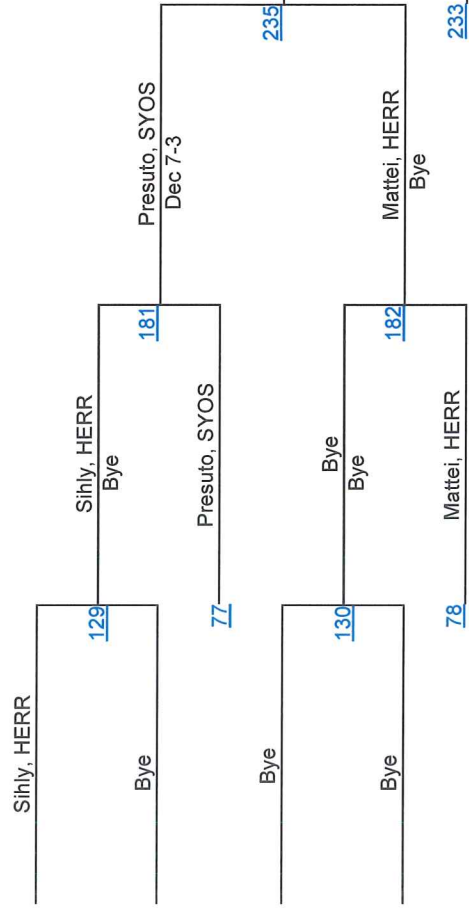 Sihly, HERR
129
Bye
Sihly, HERR
Bye
181
77
Presuto, SYOS
Presuto, SYOS
Dec 7-3
235
Bye
130
Bye
Bye
Bye
182
78
Mattei, HERR
Mattei, HERR
Bye
233